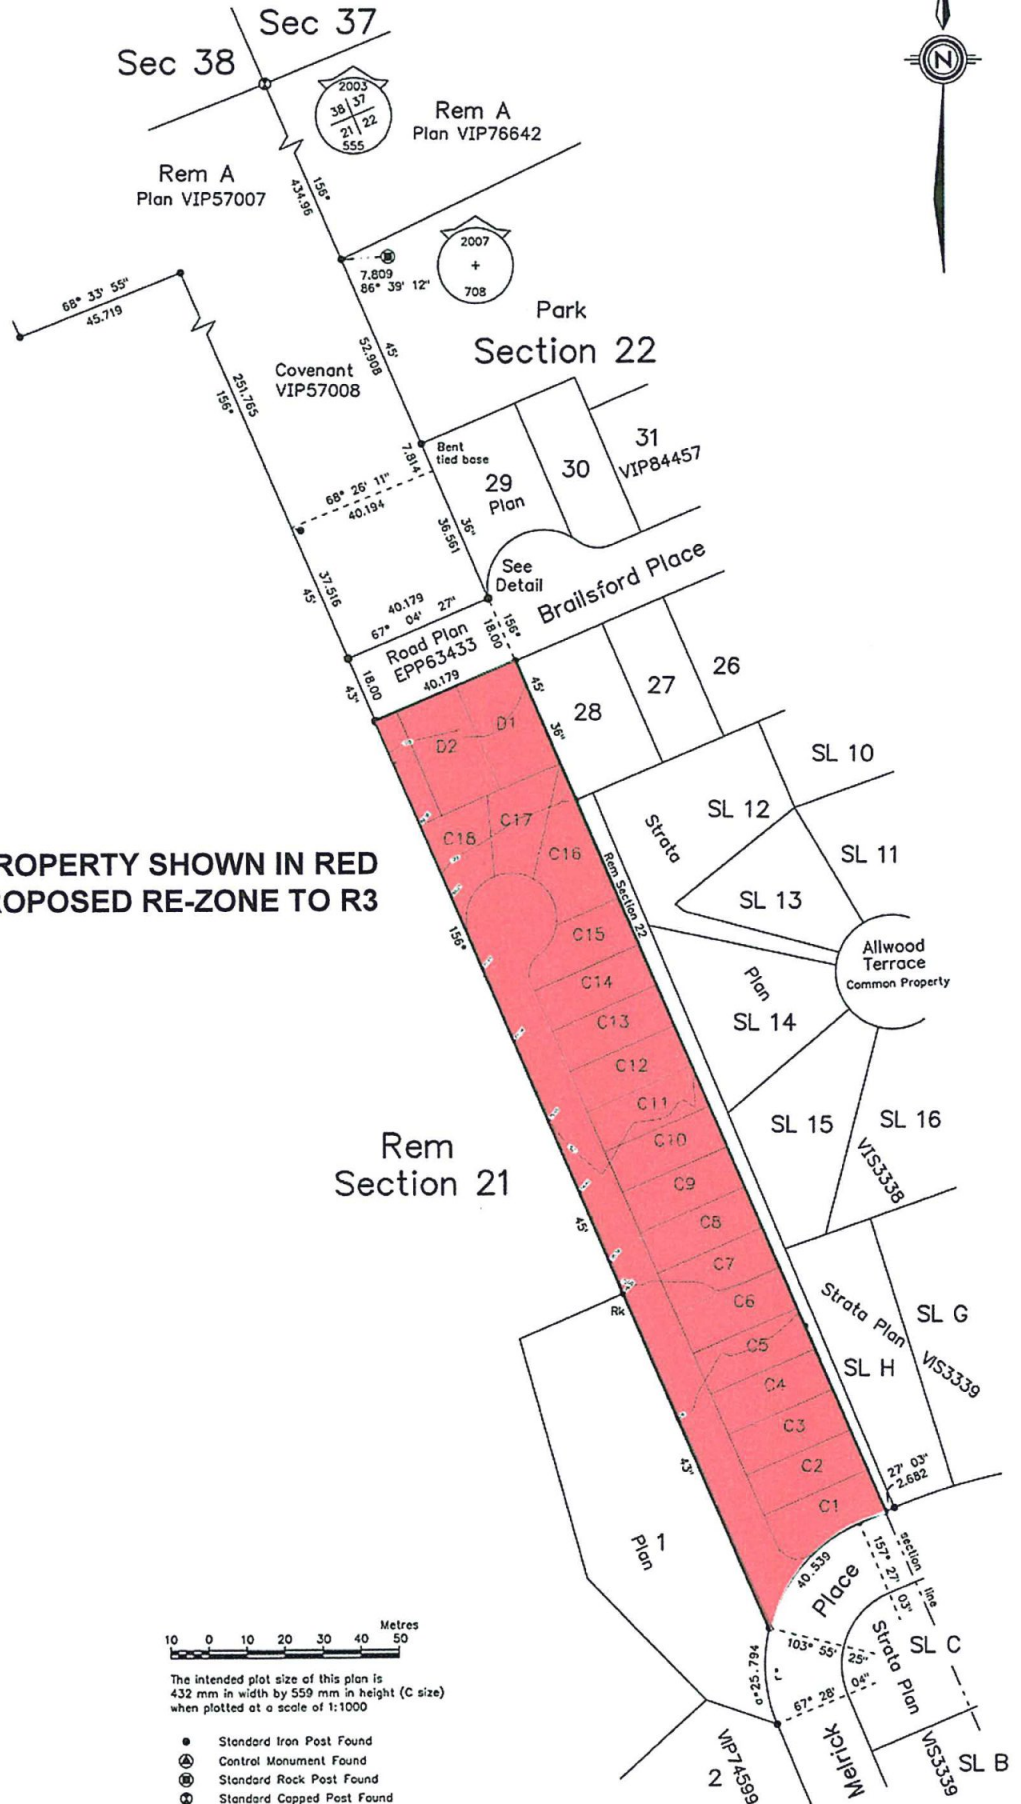 Sec 37
Sec 38
N
2003
38 37
21 22
555
Rem A
Plan VIP76642
Rem A
Plan VIP57007
156°
434.96
2007
+
708
7.809
86° 39' 12"
68° 33' 55"
45.719
Park
Section 22
45'
52.908
Covenant
VIP57008
251.765
156°
Bent
tied base
7.814
31
VIP84457
30
29
Plan
68° 26' 11"
40.194
36"
36.561
See
Detail
Brailsford Place
37.516
45'
40.179
67° 04' 27"
156°
18.00
Road Plan
EPP63433
18.00
43"
40.179
45'
36"
26
27
28
D1
D2
SL 10
SL 12
Strata
C17
C18
C16
SL 11
PROPERTY SHOWN IN RED
ROPOSED RE-ZONE TO R3
Rem Section 22
SL 13
156°
C15
Allwood
Terrace
Common Property
C14
Plan
SL 14
C13
C12
C11
SL 15
SL 16
VIS3338
C10
Rem
Section 21
C9
C8
45'
C7
C6
Strata Plan
VIS3339
SL G
Rk
C5
SL H
C4
C3
43"
C2
27' 03"
2.682
C1
Plan 1
40.539
Place
157° 27' 03"
section
line
103° 55' 25"
SL C
Strata Plan
VIS3339
25.794
67° 28' 04"
Melrick
SL B
2
VIP74599
Metres
10 0 10 20 30 40 50
The intended plot size of this plan is
432 mm in width by 559 mm in height (C size)
when plotted at a scale of 1:1000
Standard Iron Post Found
Control Monument Found
Standard Rock Post Found
Standard Capped Post Found